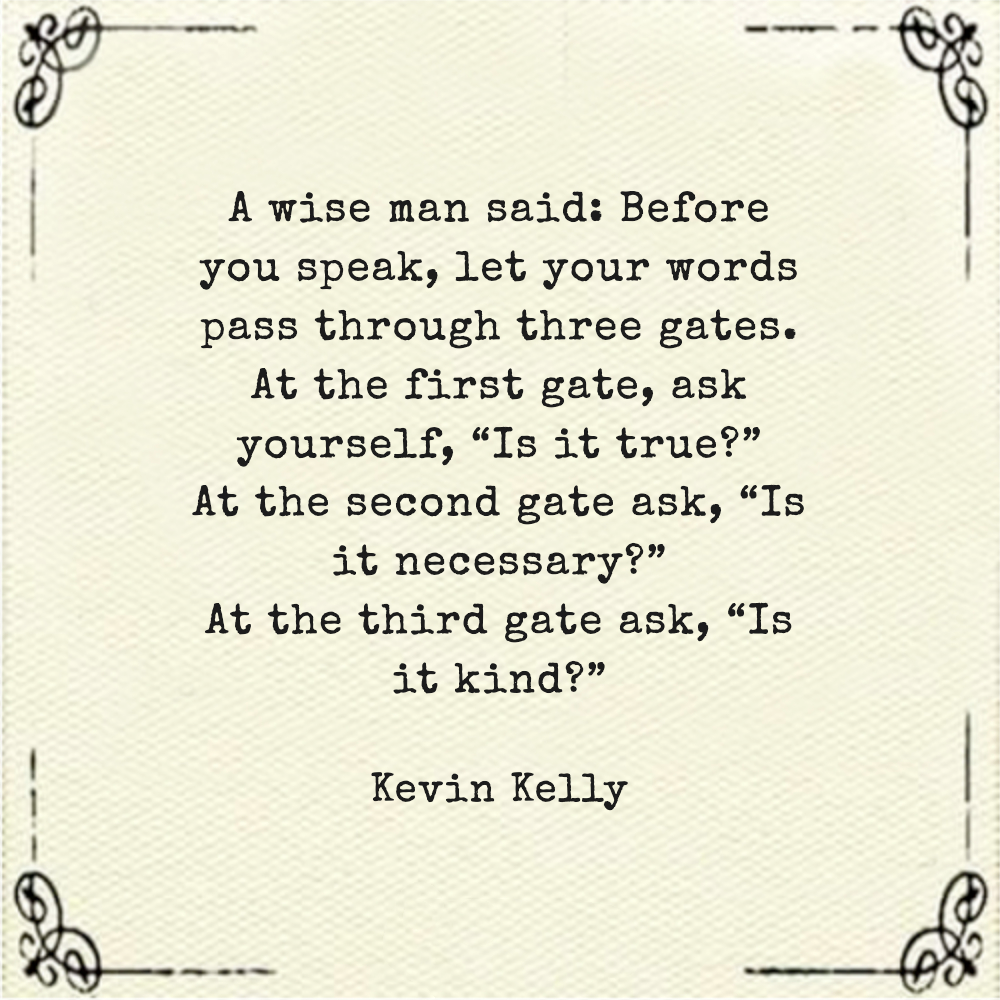 A wise man said: Before
you speak, let your words
pass through three gates.
At the first gate, ask
yourself, “Is it true?”
At the second gate ask, “Is
it necessary?”
At the third gate ask, “Is
it kind?”
Kevin Kelly